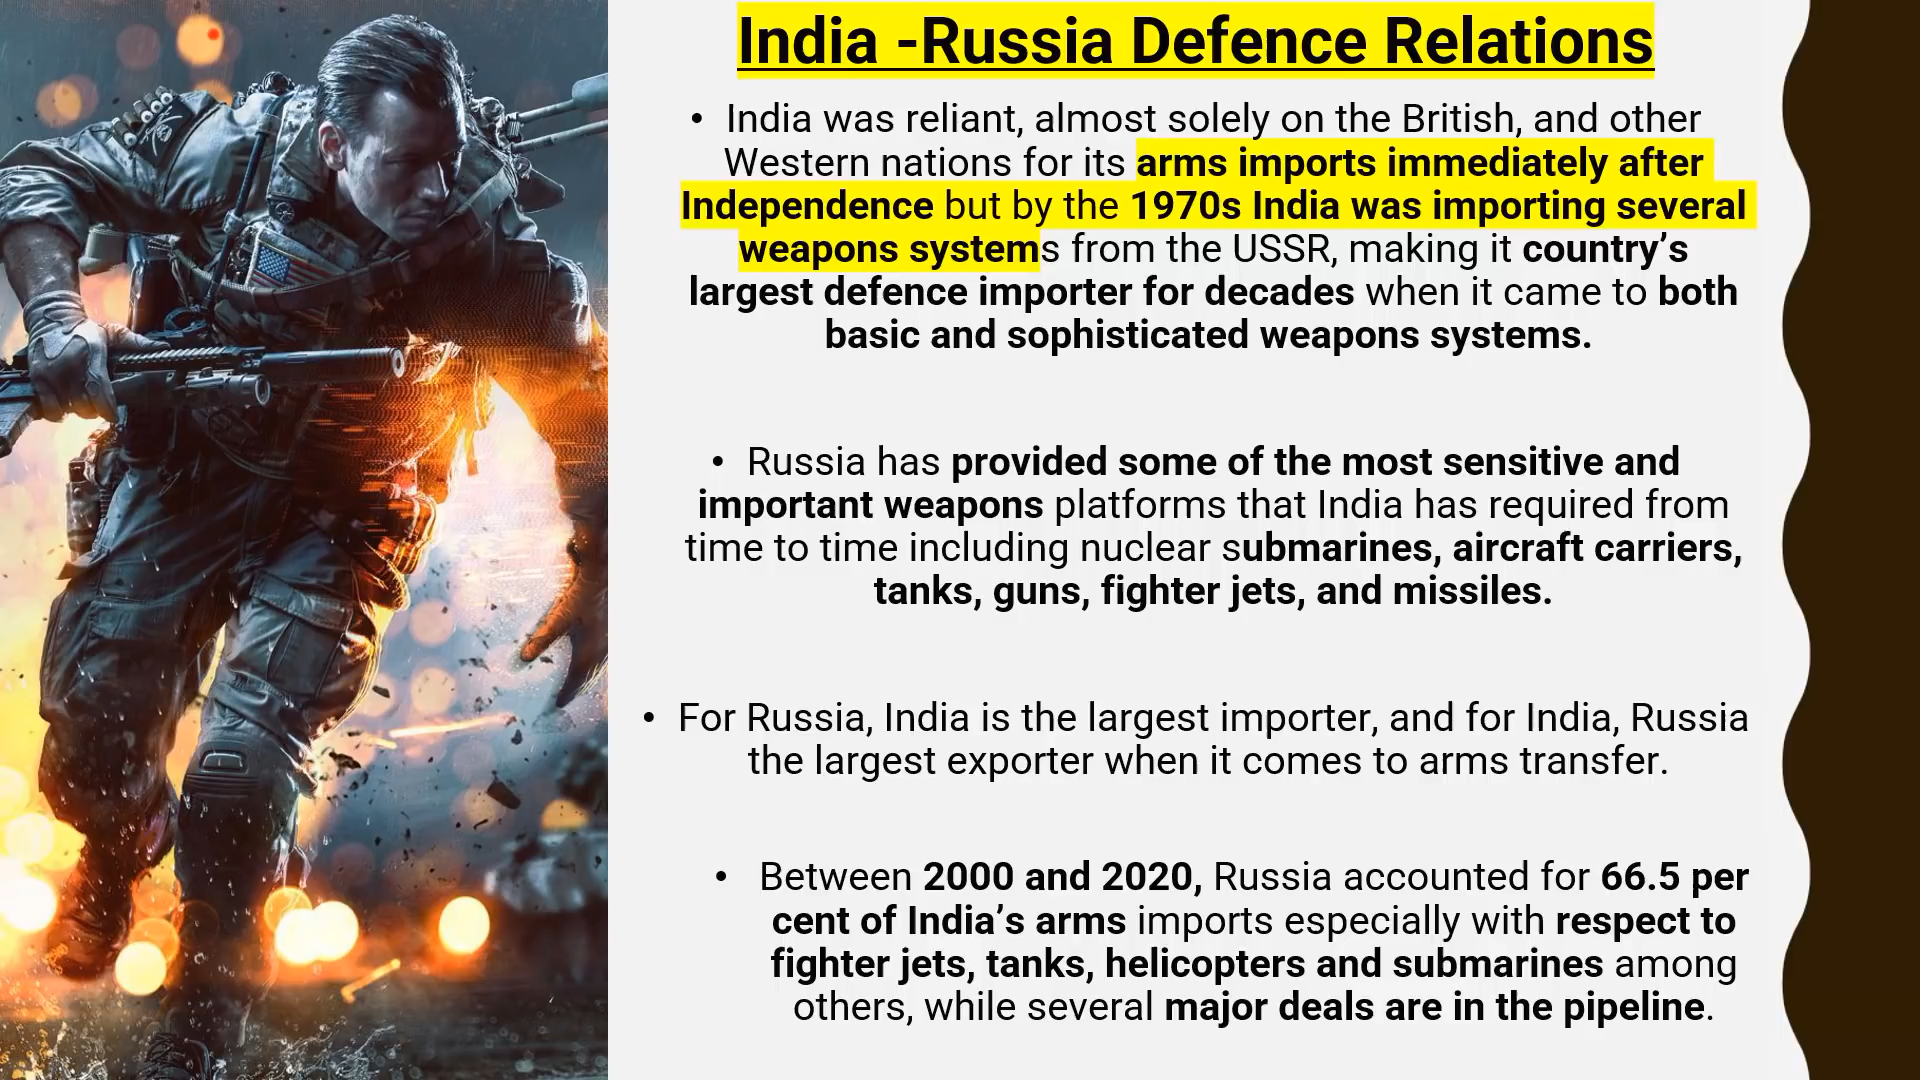 India -Russia Defence Relations
• India was reliant, almost solely on the British, and other
Western nations for its arms imports immediately after
Independence but by the 1970s India was importing several
weapons systems from the USSR, making it country’s
largest defence importer for decades when it came to both
basic and sophisticated weapons systems.
• Russia has provided some of the most sensitive and
important weapons platforms that India has required from
time to time including nuclear submarines, aircraft carriers,
tanks, guns, fighter jets, and missiles.
• For Russia, India is the largest importer, and for India, Russia
the largest exporter when it comes to arms transfer.
• Between 2000 and 2020, Russia accounted for 66.5 per
cent of India’s arms imports especially with respect to
fighter jets, tanks, helicopters and submarines among
others, while several major deals are in the pipeline.